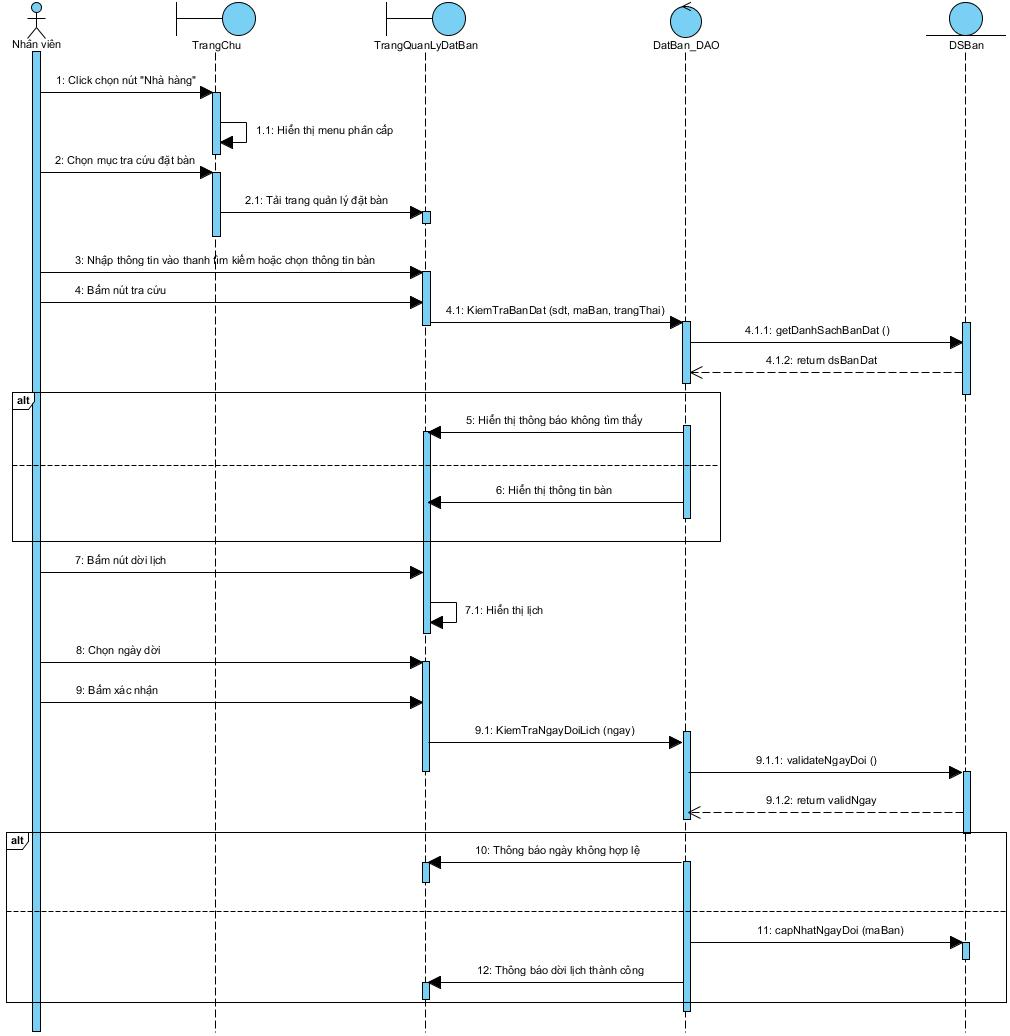 Nhân viên
TrangChu
TrangQuanLyDatBan
DatBan_DAO
DSBan
1: Click chọn nút "Nhà hàng"
1.1: Hiển thị menu phân cấp
2: Chọn mục tra cứu đặt bàn
2.1: Tải trang quản lý đặt bàn
3: Nhập thông tin vào thanh tìm kiếm hoặc chọn thông tin bàn
4: Bấm nút tra cứu
4.1: KiemTraBanDat (sdt, maBan, trangThai)
4.1.1: getDanhSachBanDat ()
4.1.2: return dsBanDat
alt
5: Hiển thị thông báo không tìm thấy
6: Hiển thị thông tin bàn
7: Bấm nút dời lịch
7.1: Hiển thị lịch
8: Chọn ngày dời
9: Bấm xác nhận
9.1: KiemTraNgayDoiLich (ngay)
9.1.1: validateNgayDoi ()
9.1.2: return validNgay
alt
10: Thông báo ngày không hợp lệ
11: capNhatNgayDoi (maBan)
12: Thông báo dời lịch thành công